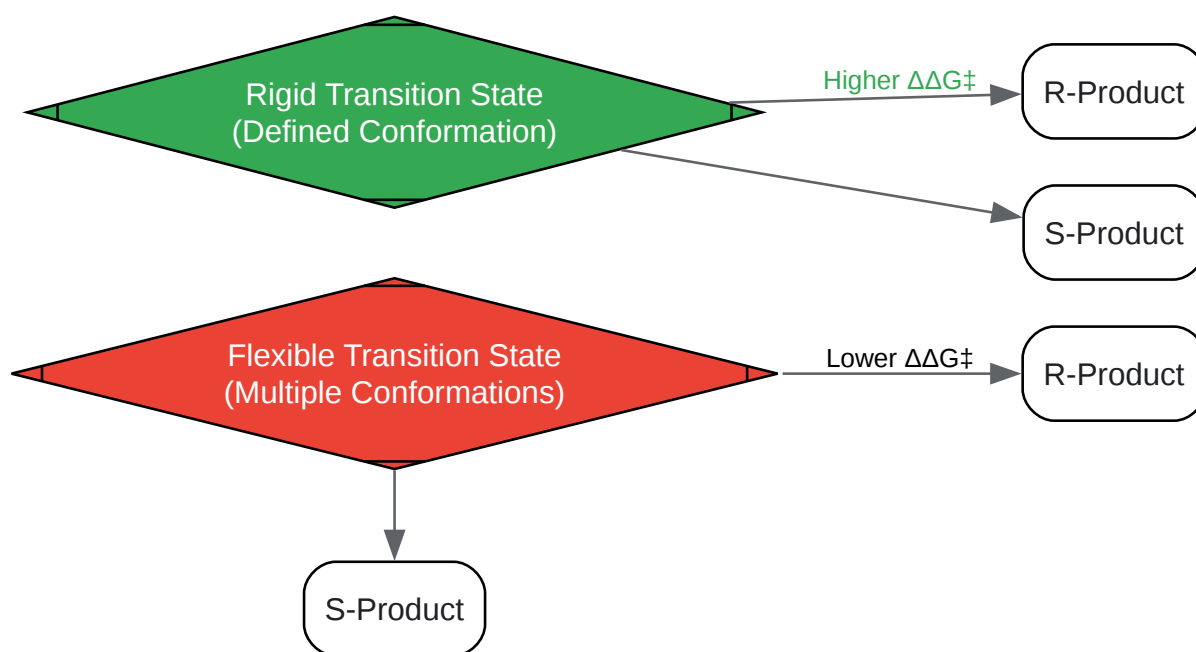 Rigid Transition State
(Defined Conformation)
Higher ΔΔG‡
R-Product
S-Product
Flexible Transition State
(Multiple Conformations)
Lower ΔΔG‡
R-Product
S-Product